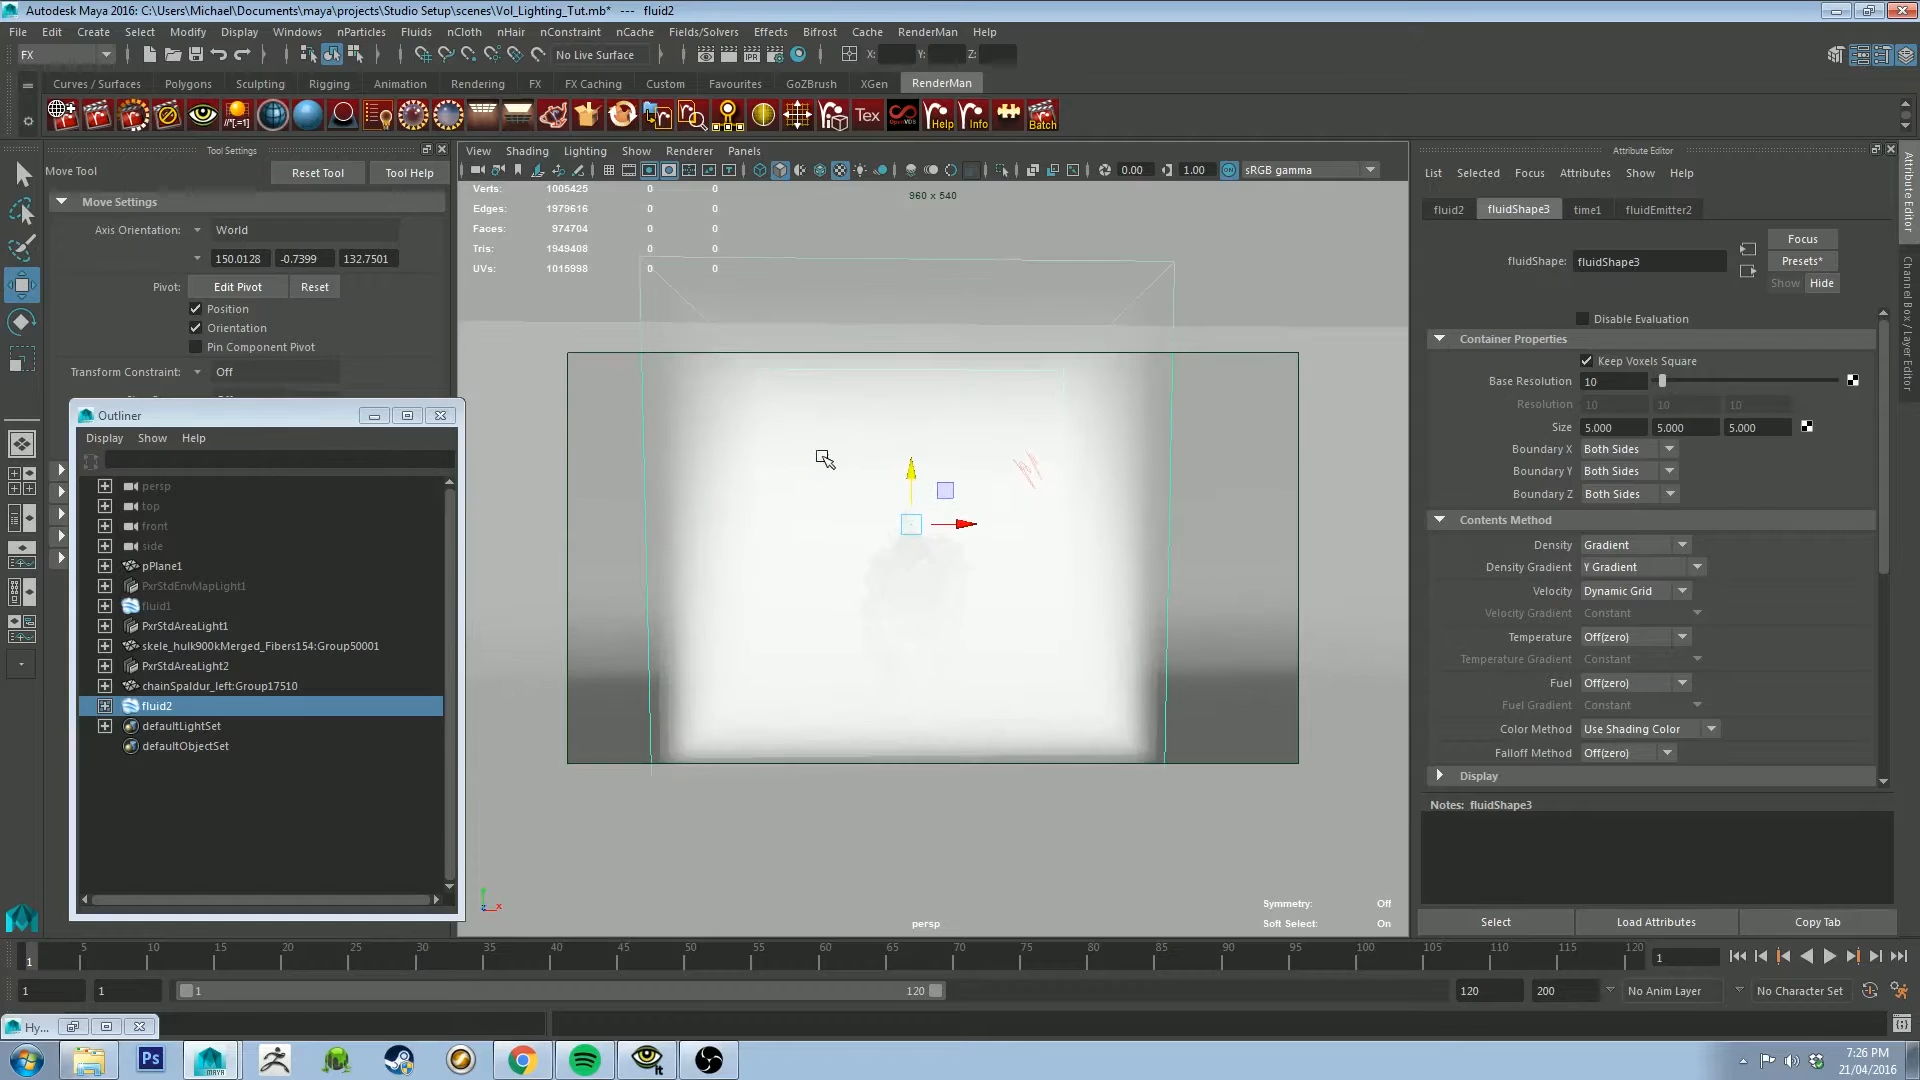 Autodesk Maya 2016: C:\Users\Michael\Documents\maya\projects\Studio Setup\scenes\Vol_Lighting_Tut.mb* --- fluid2
File Edit Create Select Modify Display Windows nParticles Fluids nCloth nHair nConstraint nCache Fields/Solvers Effects Bifrost Cache RenderMan Help
FX
No Live Surface
X: Y: Z:
Curves / Surfaces Polygons Sculpting Rigging Animation Rendering FX FX Caching Custom Favourites GoZBrush XGen RenderMan
Tex Help Info Batch
Tool Settings
Move Tool Reset Tool Tool Help
Move Settings
Axis Orientation: World
150.0128 -0.7399 132.7501
Pivot: Edit Pivot Reset
Position
Orientation
Pin Component Pivot
Transform Constraint: Off
Outliner
Display Show Help
persp
top
front
side
pPlane1
PxrStdEnvMapLight1
fluid1
PxrStdAreaLight1
skele_hulk900kMerged_Fibers154:Group50001
PxrStdAreaLight2
chainSpaldur_left:Group17510
fluid2
defaultLightSet
defaultObjectSet
View Shading Lighting Show Renderer Panels
0.00 1.00 sRGB gamma
Verts: 1005425 0 0
Edges: 1979616 0 0
Faces: 974704 0 0
Tris: 1949408 0 0
UVs: 1015998 0 0
960 x 540
Symmetry: Off
Soft Select: On
persp
Attribute Editor
List Selected Focus Attributes Show Help
fluid2 fluidShape3 time1 fluidEmitter2
Focus
fluidShape: fluidShape3 Presets*
Show Hide
Disable Evaluation
Container Properties
Keep Voxels Square
Base Resolution 10
Resolution 10 10 10
Size 5.000 5.000 5.000
Boundary X Both Sides
Boundary Y Both Sides
Boundary Z Both Sides
Contents Method
Density Gradient
Density Gradient Y Gradient
Velocity Dynamic Grid
Velocity Gradient Constant
Temperature Off(zero)
Temperature Gradient Constant
Fuel Off(zero)
Fuel Gradient Constant
Color Method Use Shading Color
Falloff Method Off(zero)
Display
Notes: fluidShape3
Select Load Attributes Copy Tab
Attribute Editor
Channel Box / Layer Editor
5 10 15 20 25 30 35 40 45 50 55 60 65 70 75 80 85 90 95 100 105 110 115 120
1 1
1 1 1 120 120 200 No Anim Layer No Character Set
Hy...
Ps
MAYA
it
7:26 PM
21/04/2016